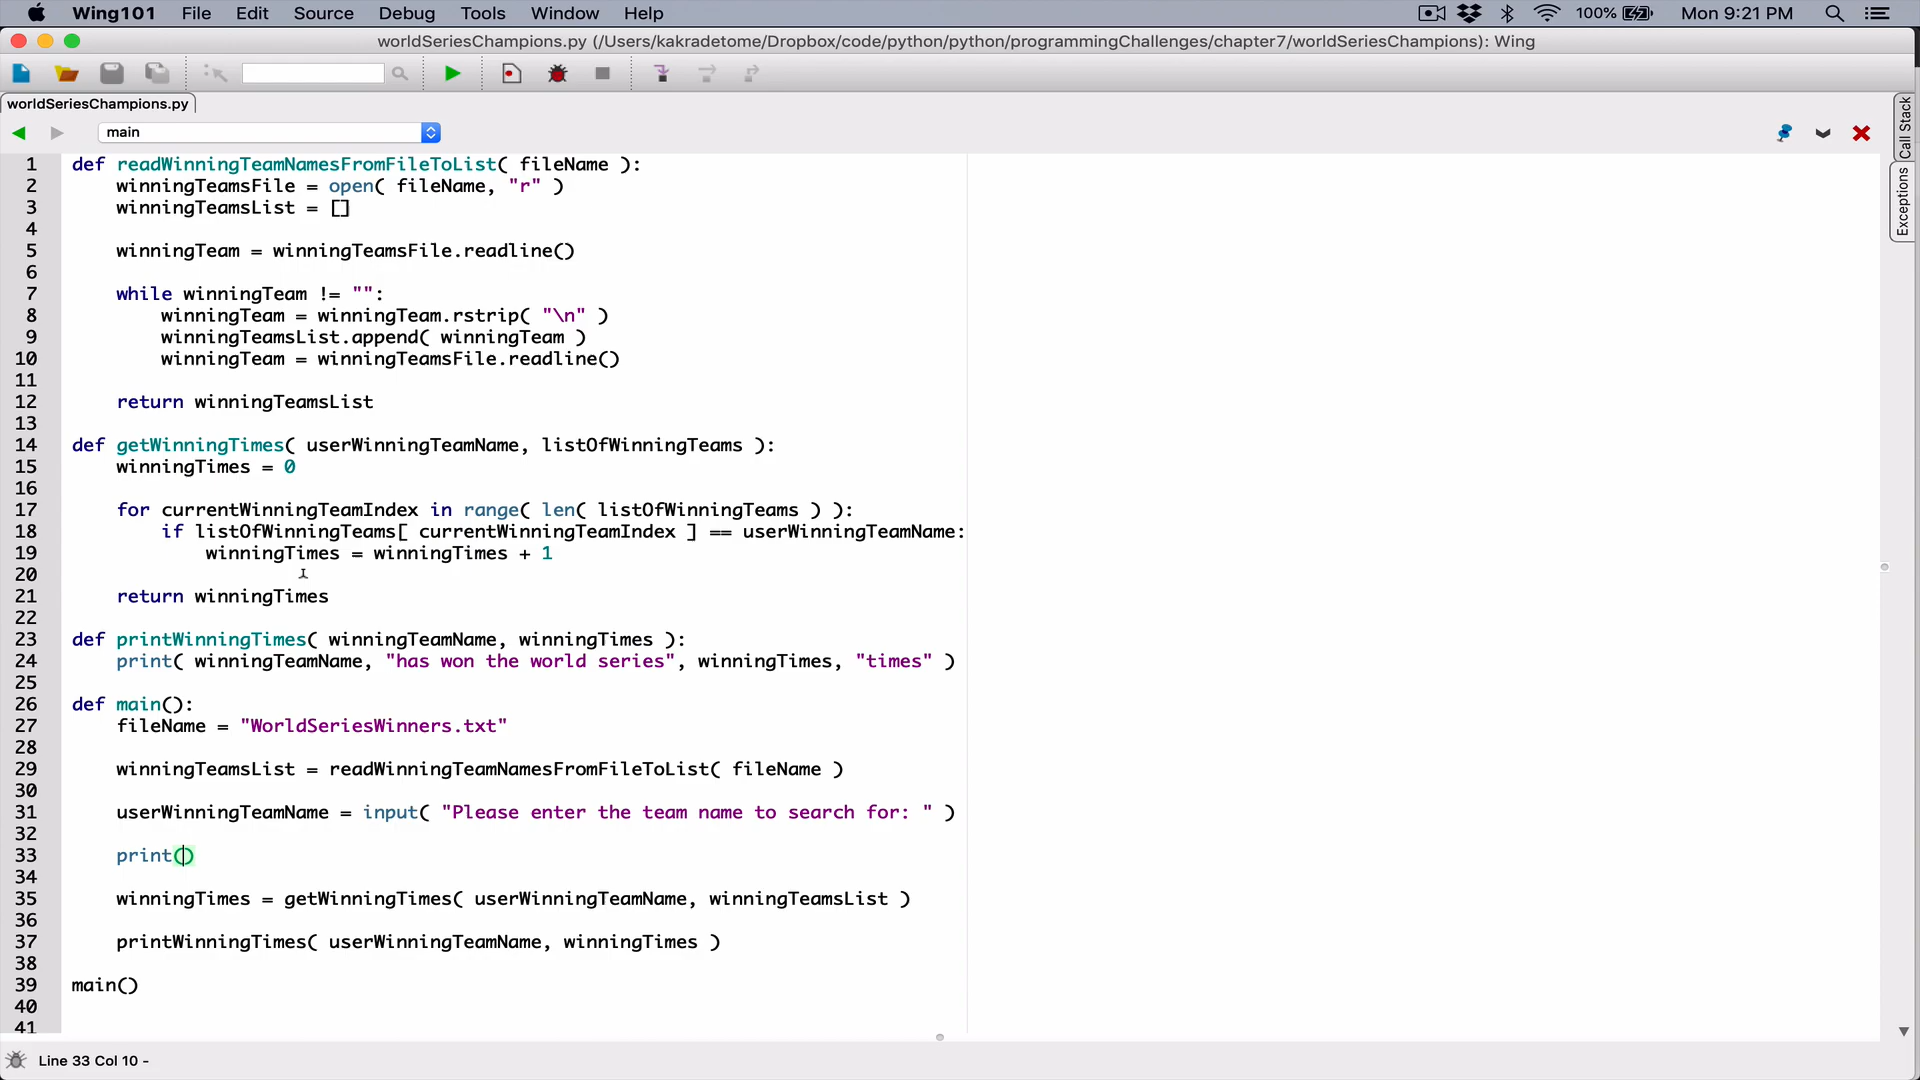 Wing101 File Edit Source Debug Tools Window Help 100% Mon 9:21 PM
worldSeriesChampions.py (/Users/kakradetome/Dropbox/code/python/python/programmingChallenges/chapter7/worldSeriesChampions): Wing
worldSeriesChampions.py
main
Call Stack
Exceptions
1 def readWinningTeamNamesFromFileToList( fileName ):
2 winningTeamsFile = open( fileName, "r" )
3 winningTeamsList = []
4
5 winningTeam = winningTeamsFile.readline()
6
7 while winningTeam != "":
8 winningTeam = winningTeam.rstrip( "\n" )
9 winningTeamsList.append( winningTeam )
10 winningTeam = winningTeamsFile.readline()
11
12 return winningTeamsList
13
14 def getWinningTimes( userWinningTeamName, listOfWinningTeams ):
15 winningTimes = 0
16
17 for currentWinningTeamIndex in range( len( listOfWinningTeams ) ):
18 if listOfWinningTeams[ currentWinningTeamIndex ] == userWinningTeamName:
19 winningTimes = winningTimes + 1
20
21 return winningTimes
22
23 def printWinningTimes( winningTeamName, winningTimes ):
24 print( winningTeamName, "has won the world series", winningTimes, "times" )
25
26 def main():
27 fileName = "WorldSeriesWinners.txt"
28
29 winningTeamsList = readWinningTeamNamesFromFileToList( fileName )
30
31 userWinningTeamName = input( "Please enter the team name to search for: " )
32
33 print()
34
35 winningTimes = getWinningTimes( userWinningTeamName, winningTeamsList )
36
37 printWinningTimes( userWinningTeamName, winningTimes )
38
39 main()
40
41
Line 33 Col 10 -